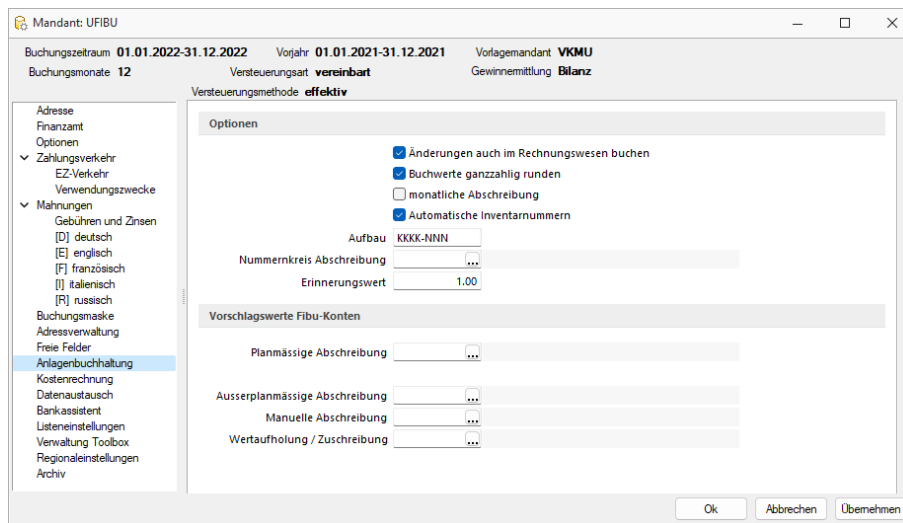 Mandant: UFIBU
Buchungszeitraum 01.01.2022-31.12.2022 Vorjahr 01.01.2021-31.12.2021 Vorlagemandant VKMU
Buchungsmonate 12 Versteuerungsart vereinbart Gewinnermittlung Bilanz
Versteuerungsmethode effektiv
Adresse
Finanzamt
Optionen
Zahlungsverkehr
EZ-Verkehr
Verwendungszwecke
Mahnungen
Gebühren und Zinsen
[D] deutsch
[E] englisch
[F] französisch
[I] italienisch
[R] russisch
Buchungsmaske
Adressverwaltung
Freie Felder
Anlagenbuchhaltung
Kostenrechnung
Datenaustausch
Bankassistent
Listeneinstellungen
Verwaltung Toolbox
Regionaleinstellungen
Archiv
Optionen
Änderungen auch im Rechnungswesen buchen
Buchwerte ganzzahlig runden
monatliche Abschreibung
Automatische Inventarnummern
Aufbau KKKK-NNN
Nummernkreis Abschreibung ...
Erinnerungswert 1.00
Vorschlagswerte Fibu-Konten
Planmässige Abschreibung ...
Ausserplanmässige Abschreibung ...
Manuelle Abschreibung ...
Wertaufholung / Zuschreibung ...
Ok Abbrechen Übernehmen